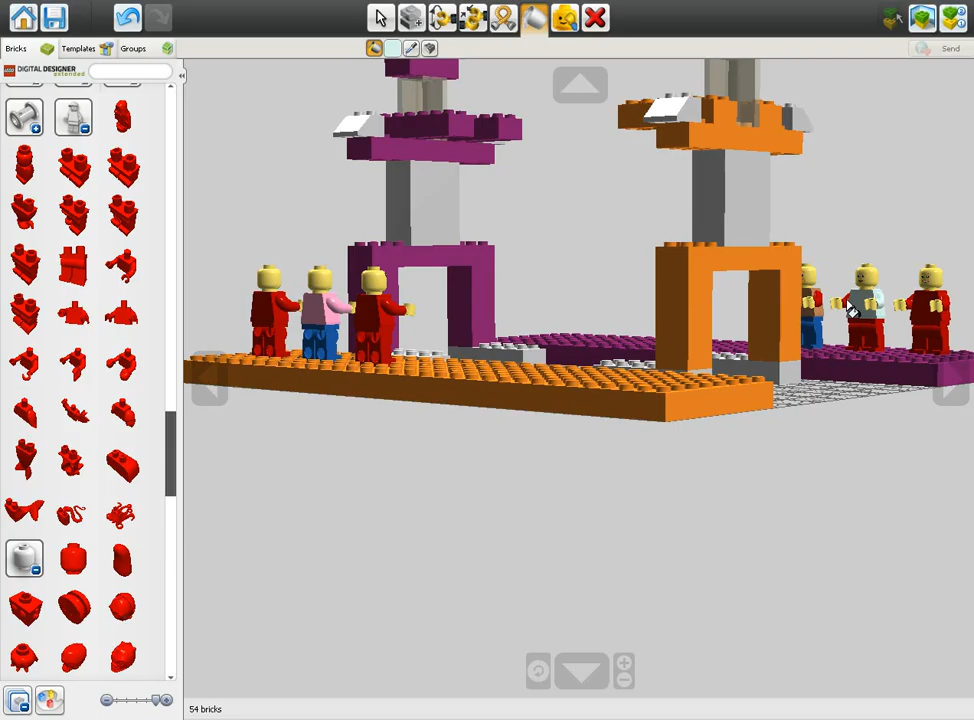 Send
Bricks
Templates
Groups
LEGO DIGITAL DESIGNER
extended
54 bricks